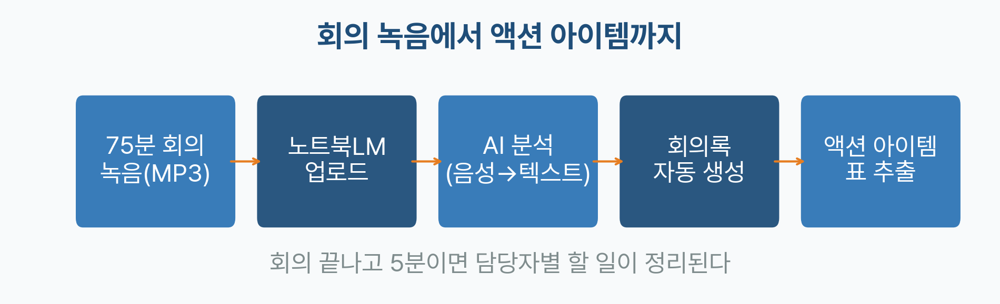 회의 녹음에서 액션 아이템까지
75분 회의
녹음(MP3)
노트북LM
업로드
AI 분석
(음성→텍스트)
회의록
자동 생성
액션 아이템
표 추출
회의 끝나고 5분이면 담당자별 할 일이 정리된다